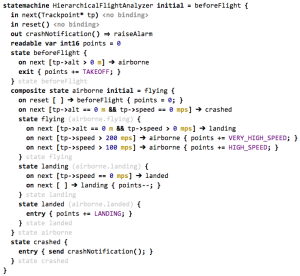 statemachine HierarchicalFlightAnalyzer initial = beforeFlight {
in next(Trackpoint* tp) <no binding>
in reset() <no binding>
out crashNotification() ⇒ raiseAlarm
readable var int16 points = 0
state beforeFlight {
on next [tp->alt > 0 m] → airborne
exit { points += TAKEOFF; }
} state beforeFlight
composite state airborne initial = flying {
on reset [ ] → beforeFlight { points = 0; }
on next [tp->alt == 0 m && tp->speed == 0 mps] → crashed
state flying (airborne.flying) {
on next [tp->alt == 0 m && tp->speed > 0 mps] → landing
on next [tp->speed > 200 mps] → airborne { points += VERY_HIGH_SPEED; }
on next [tp->speed > 100 mps] → airborne { points += HIGH_SPEED; }
} state flying
state landing (airborne.landing) {
on next [tp->speed == 0 mps] → landed
on next [ ] → landing { points--; }
} state landing
state landed (airborne.landed) {
entry { points += LANDING; }
} state landed
} state airborne
state crashed {
entry { send crashNotification(); }
} state crashed
}